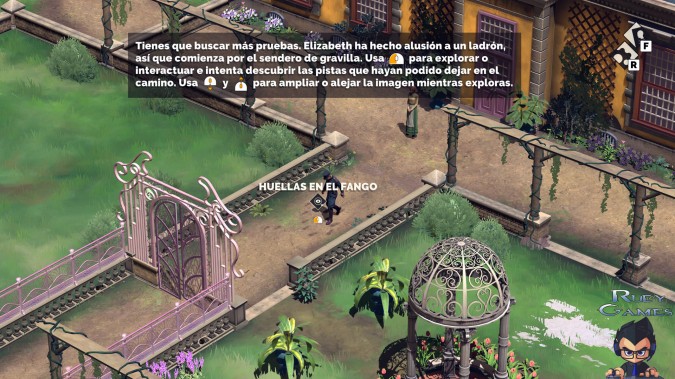 Tienes que buscar más pruebas. Elizabeth ha hecho alusión a un ladrón,
así que comienza por el sendero de gravilla. Usa para explorar o
interactuar e intenta descubrir las pistas que hayan podido dejar en el
camino. Usa y para ampliar o alejar la imagen mientras exploras.
F
R
HUELLAS EN EL FANGO
RUBY
GAMES